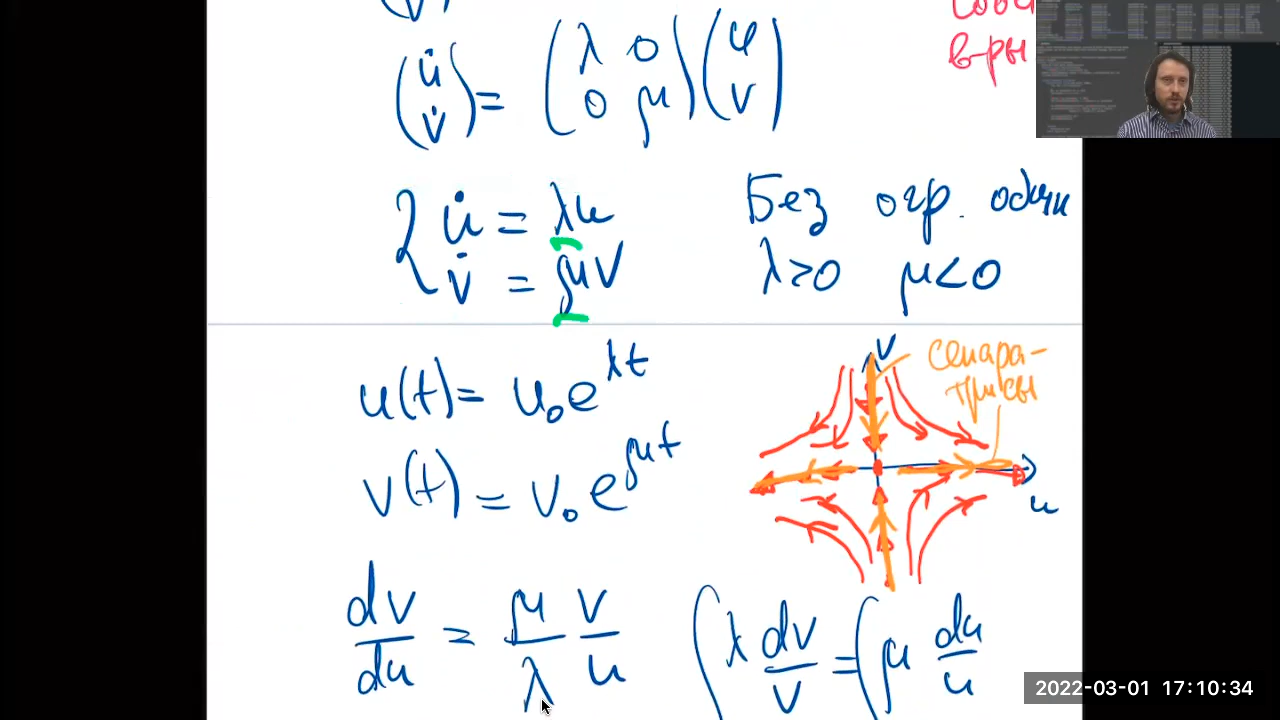 в-ры
(u̇ v̇) = (λ 0 0 μ)(u v)
{ u̇ = λu
v̇ = μv
Без огр. общн
λ>0 μ<0
u(t) = u₀e^λt
v(t) = v₀e^μt
v
сепара-
трисы
u
dv/du = μ/λ v/u
∫ λ dv/v = ∫ μ du/u
2022-03-01 17:10:34